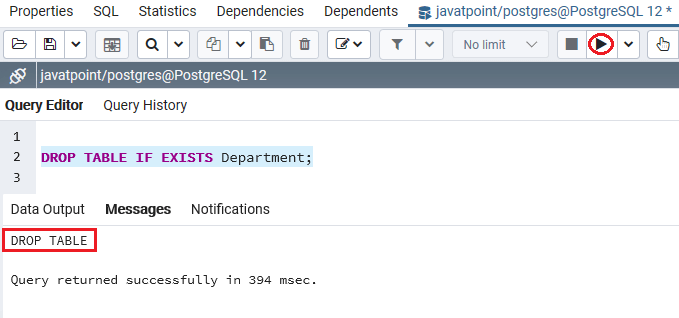 Properties SQL Statistics Dependencies Dependents javatpoint/postgres@PostgreSQL 12 *
No limit
javatpoint/postgres@PostgreSQL 12
Query Editor Query History
1
2 DROP TABLE IF EXISTS Department;
3
Data Output Messages Notifications
DROP TABLE
Query returned successfully in 394 msec.